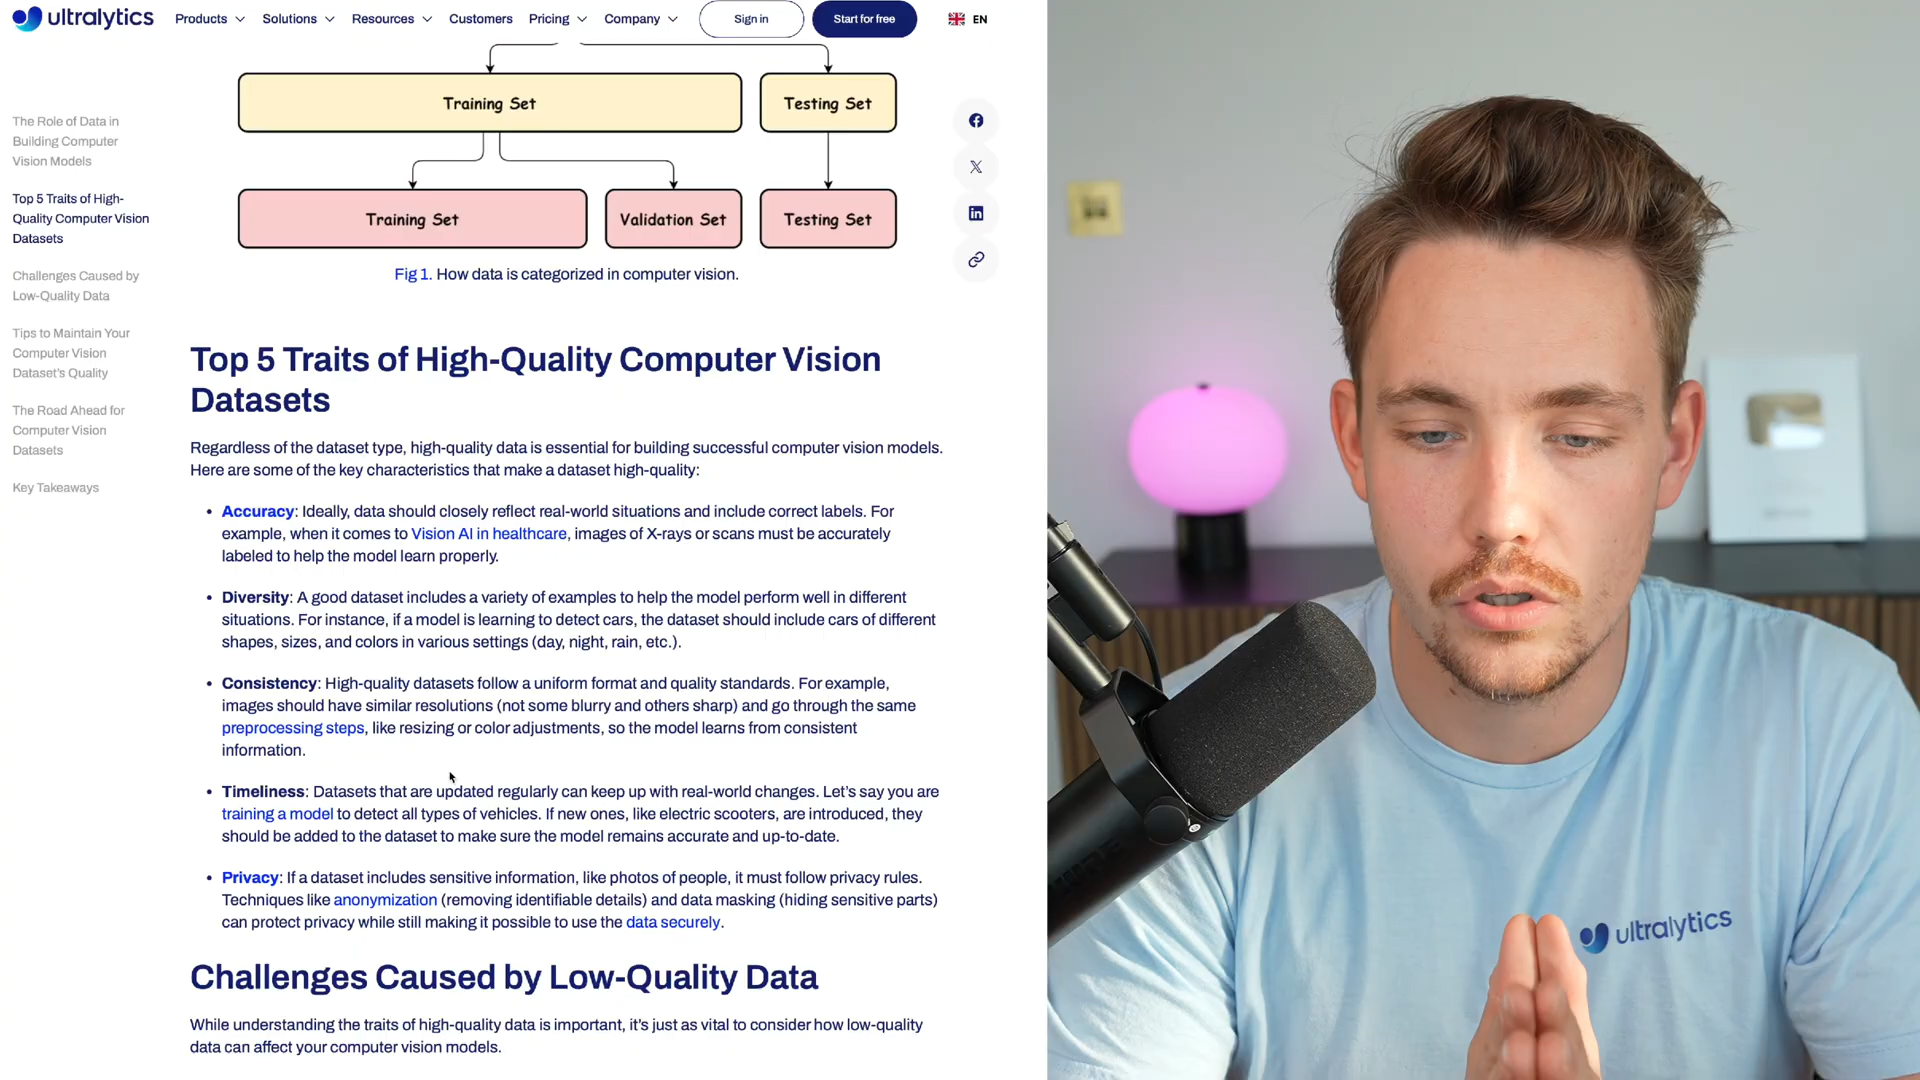 ultralytics
Products
Solutions
Resources
Customers
Pricing
Company
Sign in
Start for free
EN
The Role of Data in
Building Computer
Vision Models
Top 5 Traits of High-
Quality Computer Vision
Datasets
Challenges Caused by
Low-Quality Data
Tips to Maintain Your
Computer Vision
Dataset's Quality
The Road Ahead for
Computer Vision
Datasets
Key Takeaways
Training Set
Testing Set
Training Set
Validation Set
Testing Set
Fig 1. How data is categorized in computer vision.
Top 5 Traits of High-Quality Computer Vision
Datasets
Regardless of the dataset type, high-quality data is essential for building successful computer vision models.
Here are some of the key characteristics that make a dataset high-quality:
• Accuracy: Ideally, data should closely reflect real-world situations and include correct labels. For
example, when it comes to Vision AI in healthcare, images of X-rays or scans must be accurately
labeled to help the model learn properly.
• Diversity: A good dataset includes a variety of examples to help the model perform well in different
situations. For instance, if a model is learning to detect cars, the dataset should include cars of different
shapes, sizes, and colors in various settings (day, night, rain, etc.).
• Consistency: High-quality datasets follow a uniform format and quality standards. For example,
images should have similar resolutions (not some blurry and others sharp) and go through the same
preprocessing steps, like resizing or color adjustments, so the model learns from consistent
information.
• Timeliness: Datasets that are updated regularly can keep up with real-world changes. Let's say you are
training a model to detect all types of vehicles. If new ones, like electric scooters, are introduced, they
should be added to the dataset to make sure the model remains accurate and up-to-date.
• Privacy: If a dataset includes sensitive information, like photos of people, it must follow privacy rules.
Techniques like anonymization (removing identifiable details) and data masking (hiding sensitive parts)
can protect privacy while still making it possible to use the data securely.
Challenges Caused by Low-Quality Data
While understanding the traits of high-quality data is important, it's just as vital to consider how low-quality
data can affect your computer vision models.
ultralytics